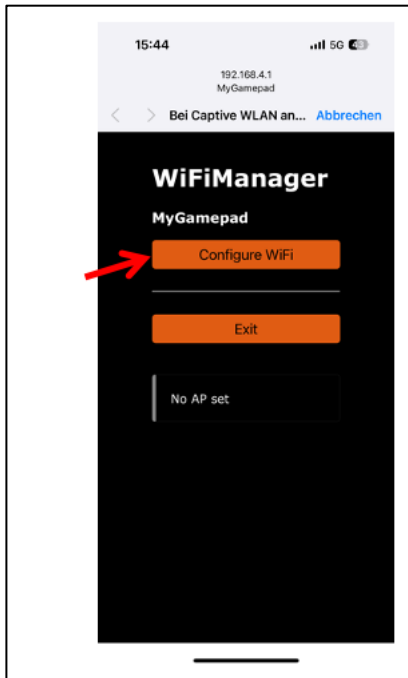 15:44
5G
192.168.4.1
MyGamepad
Bei Captive WLAN an... Abbrechen
WiFiManager
MyGamepad
Configure WiFi
Exit
No AP set